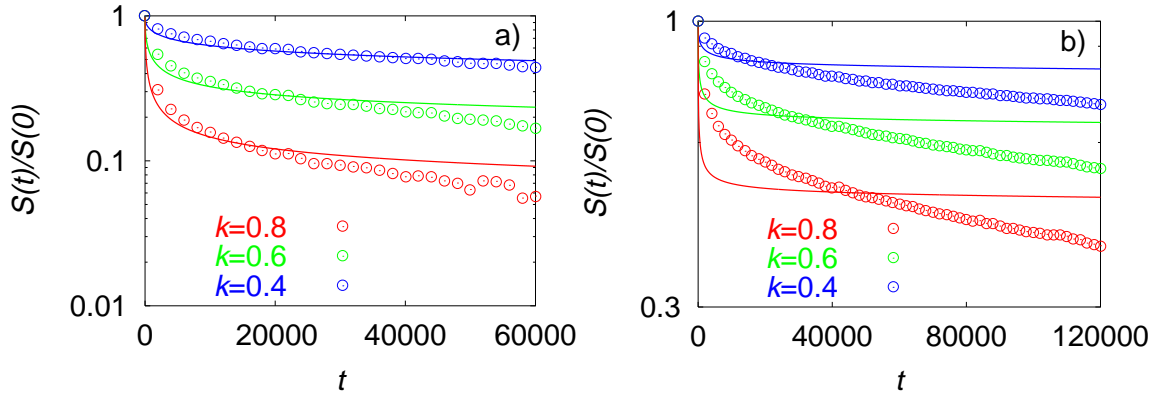 a)
S(t)/S(0)
1
0.1
0.01
k=0.8
k=0.6
k=0.4
0 20000 40000 60000
t
b)
S(t)/S(0)
1
0.3
k=0.8
k=0.6
k=0.4
0 40000 80000 120000
t